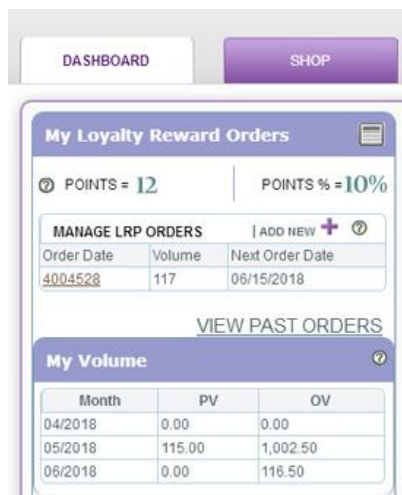 DASHBOARD SHOP
My Loyalty Reward Orders
? POINTS = 12 POINTS % = 10%
MANAGE LRP ORDERS | ADD NEW + ?
Order Date Volume Next Order Date
4004528 117 06/15/2018
VIEW PAST ORDERS
My Volume ?
Month PV OV
04/2018 0.00 0.00
05/2018 115.00 1,002.50
06/2018 0.00 116.50